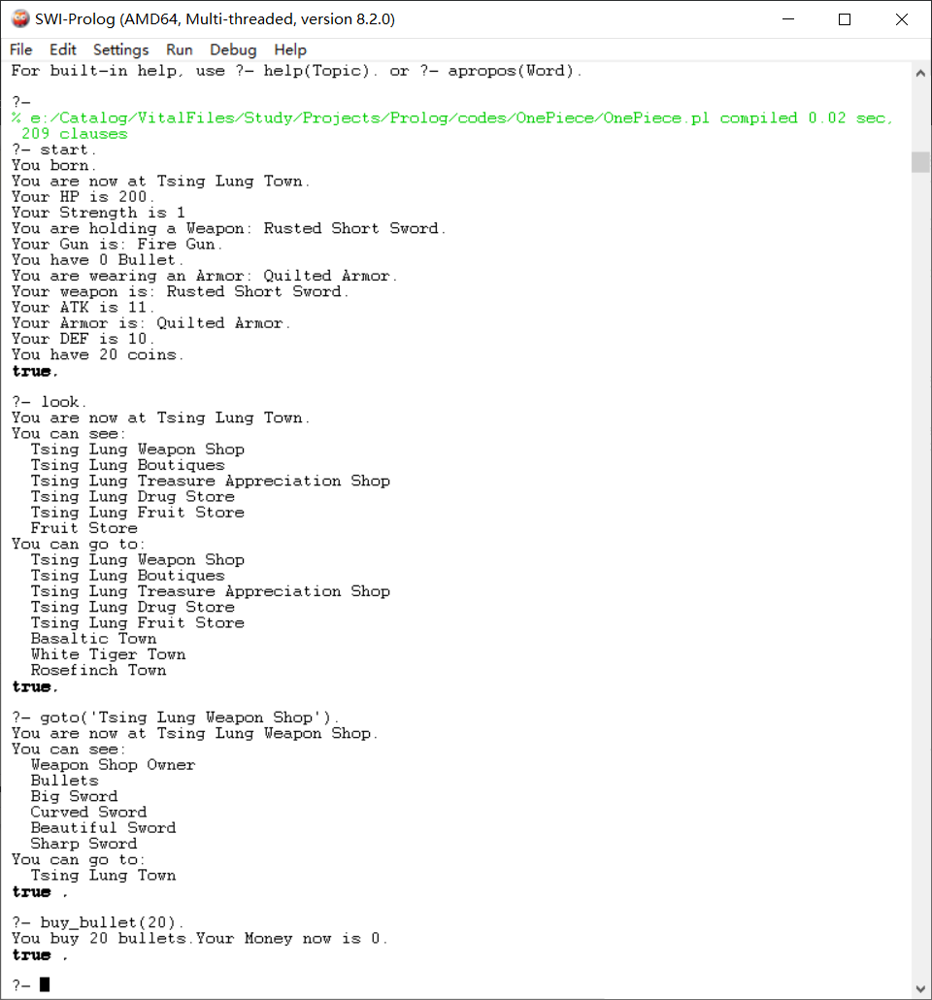 SWI-Prolog (AMD64, Multi-threaded, version 8.2.0)
File Edit Settings Run Debug Help
For built-in help, use ?- help(Topic). or ?- apropos(Word).
?-
% e:/Catalog/VitalFiles/Study/Projects/Prolog/codes/OnePiece/OnePiece.pl compiled 0.02 sec,
209 clauses
?- start.
You born.
You are now at Tsing Lung Town.
Your HP is 200.
Your Strength is 1
You are holding a Weapon: Rusted Short Sword.
Your Gun is: Fire Gun.
You have 0 Bullet.
You are wearing an Armor: Quilted Armor.
Your weapon is: Rusted Short Sword.
Your ATK is 11.
Your Armor is: Quilted Armor.
Your DEF is 10.
You have 20 coins.
true.
?- look.
You are now at Tsing Lung Town.
You can see:
Tsing Lung Weapon Shop
Tsing Lung Boutiques
Tsing Lung Treasure Appreciation Shop
Tsing Lung Drug Store
Tsing Lung Fruit Store
Fruit Store
You can go to:
Tsing Lung Weapon Shop
Tsing Lung Boutiques
Tsing Lung Treasure Appreciation Shop
Tsing Lung Drug Store
Tsing Lung Fruit Store
Basaltic Town
White Tiger Town
Rosefinch Town
true.
?- goto('Tsing Lung Weapon Shop').
You are now at Tsing Lung Weapon Shop.
You can see:
Weapon Shop Owner
Bullets
Big Sword
Curved Sword
Beautiful Sword
Sharp Sword
You can go to:
Tsing Lung Town
true .
?- buy_bullet(20).
You buy 20 bullets.Your Money now is 0.
true .
?-